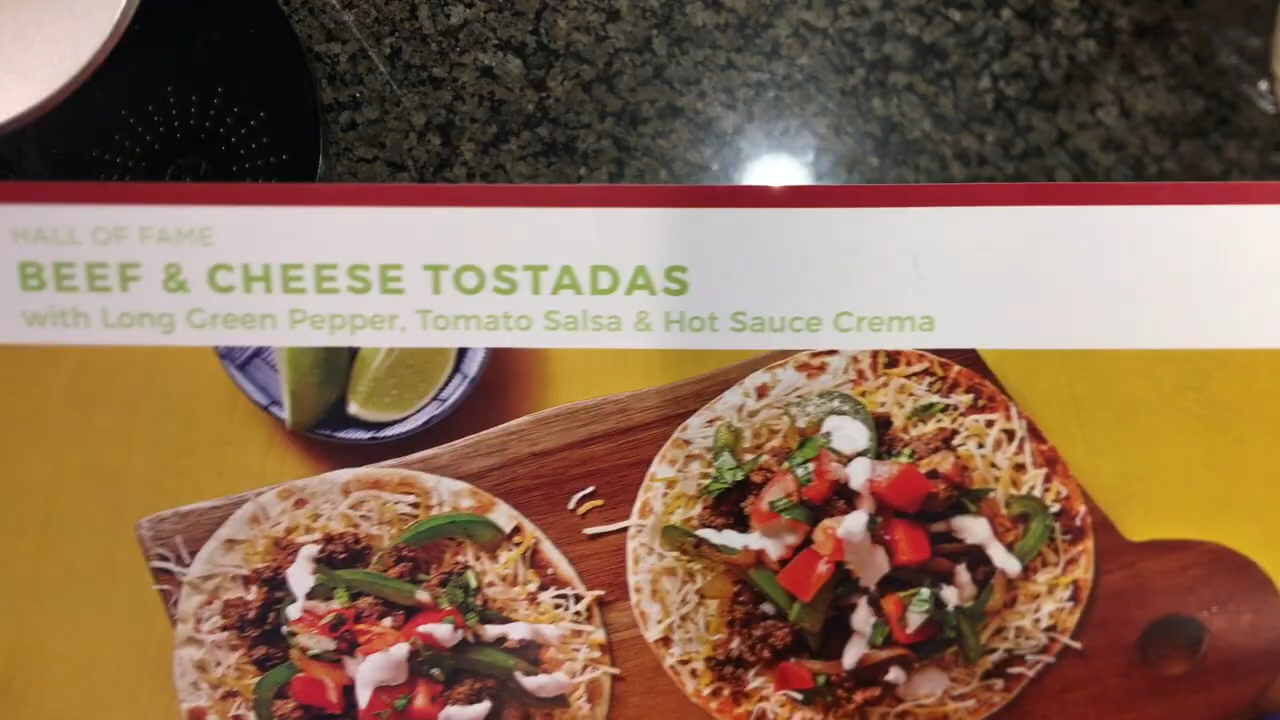 HALL OF FAME
BEEF & CHEESE TOSTADAS
with Long Green Pepper, Tomato Salsa & Hot Sauce Crema